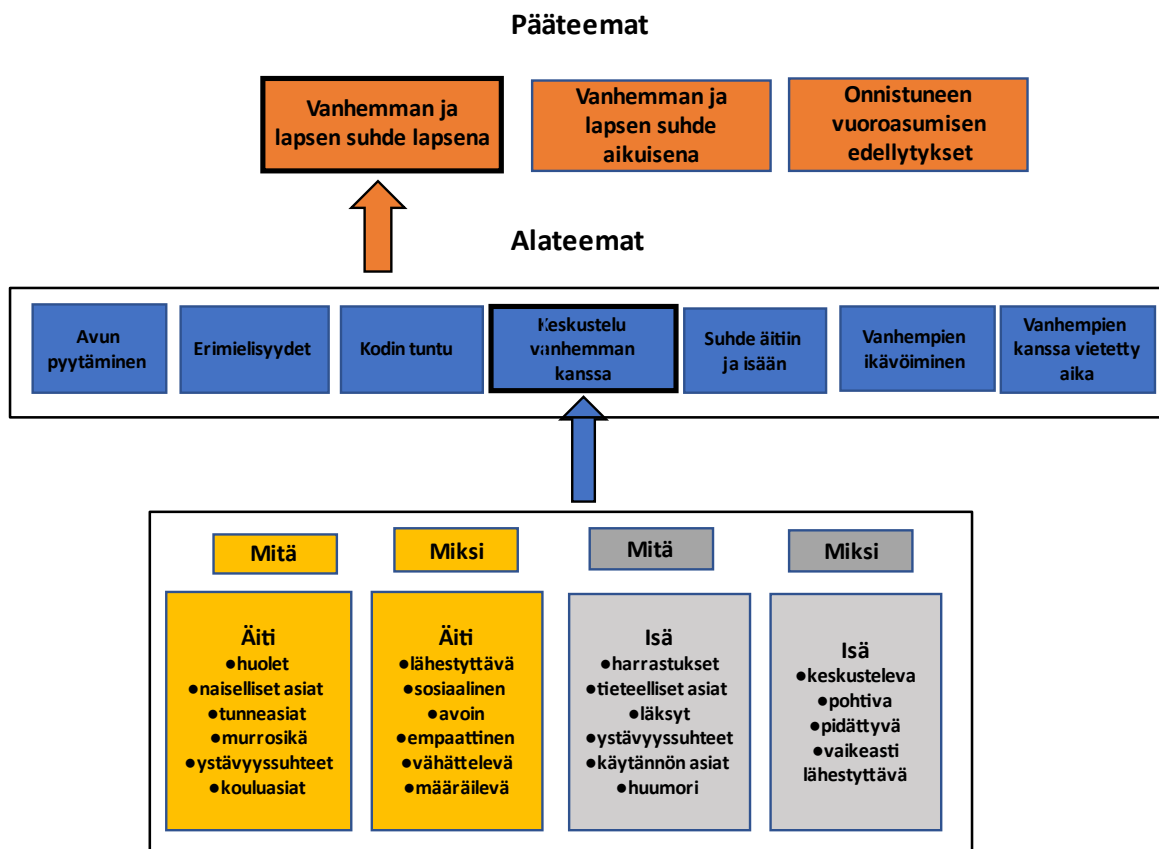 Pääteemat
Vanhemman ja
lapsen suhde lapsena
Vanhemman ja
lapsen suhde
aikuisena
Onnistuneen
vuoroasumisen
edellytykset
Alateemat
Avun
pyytäminen
Erimielisyydet
Kodin tuntu
Keskustelu
vanhemman
kanssa
Suhde äitiin
ja isään
Vanhempien
ikävöiminen
Vanhempien
kanssa vietetty
aika
Mitä
Miksi
Mitä
Miksi
Äiti
●huolet
●naiselliset asiat
●tunneasiat
●murrosikä
●ystävyyssuhteet
●kouluasiat
Äiti
●lähestyttävä
●sosiaalinen
●avoin
●empaattinen
●vähättelevä
●määräilevä
Isä
●harrastukset
●tieteelliset asiat
●läksyt
●ystävyyssuhteet
●käytännön asiat
●huumori
Isä
●keskusteleva
●pohtiva
●pidättyvä
●vaikeasti
lähestyttävä